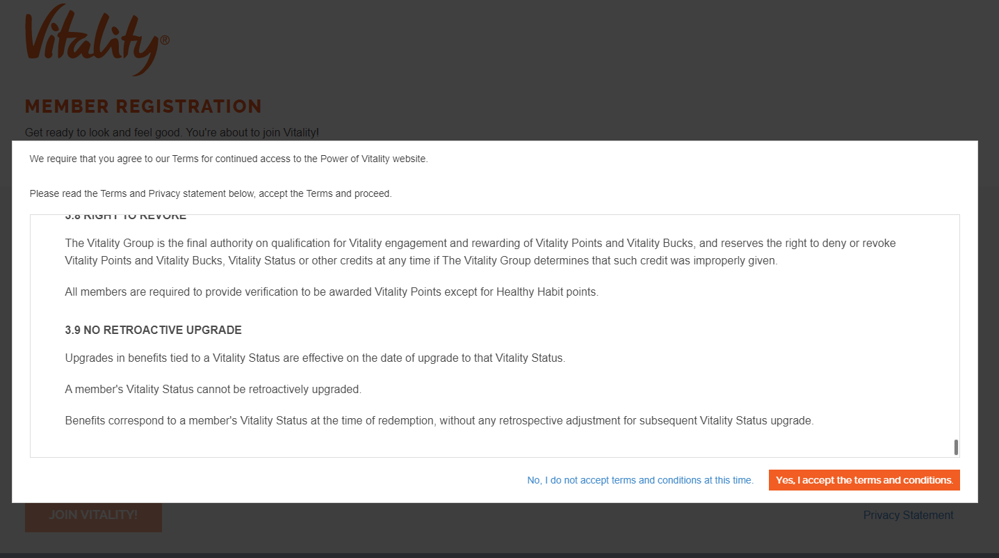 Vitality®
MEMBER REGISTRATION
Get ready to look and feel good. You're about to join Vitality!
We require that you agree to our Terms for continued access to the Power of Vitality website.
Please read the Terms and Privacy statement below, accept the Terms and proceed.
3.8 RIGHT TO REVOKE
The Vitality Group is the final authority on qualification for Vitality engagement and rewarding of Vitality Points and Vitality Bucks, and reserves the right to deny or revoke
Vitality Points and Vitality Bucks, Vitality Status or other credits at any time if The Vitality Group determines that such credit was improperly given.
All members are required to provide verification to be awarded Vitality Points except for Healthy Habit points.
3.9 NO RETROACTIVE UPGRADE
Upgrades in benefits tied to a Vitality Status are effective on the date of upgrade to that Vitality Status.
A member's Vitality Status cannot be retroactively upgraded.
Benefits correspond to a member's Vitality Status at the time of redemption, without any retrospective adjustment for subsequent Vitality Status upgrade.
No, I do not accept terms and conditions at this time.
Yes, I accept the terms and conditions.
JOIN VITALITY!
Privacy Statement